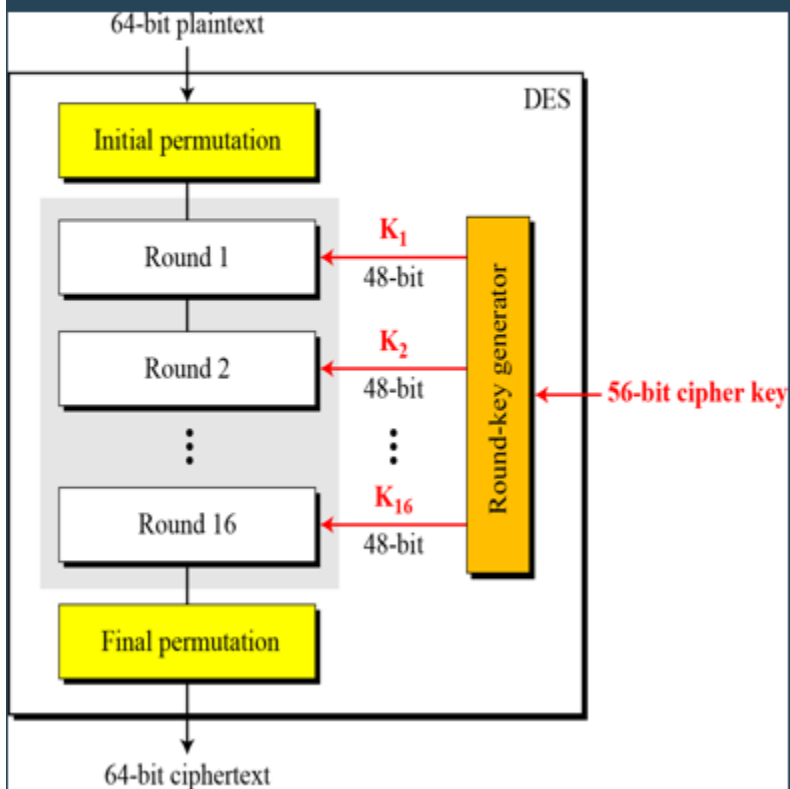 64-bit plaintext
DES
Initial permutation
Round 1
K₁
48-bit
Round 2
K₂
48-bit
Round-key generator
56-bit cipher key
Round 16
K₁₆
48-bit
Final permutation
64-bit ciphertext